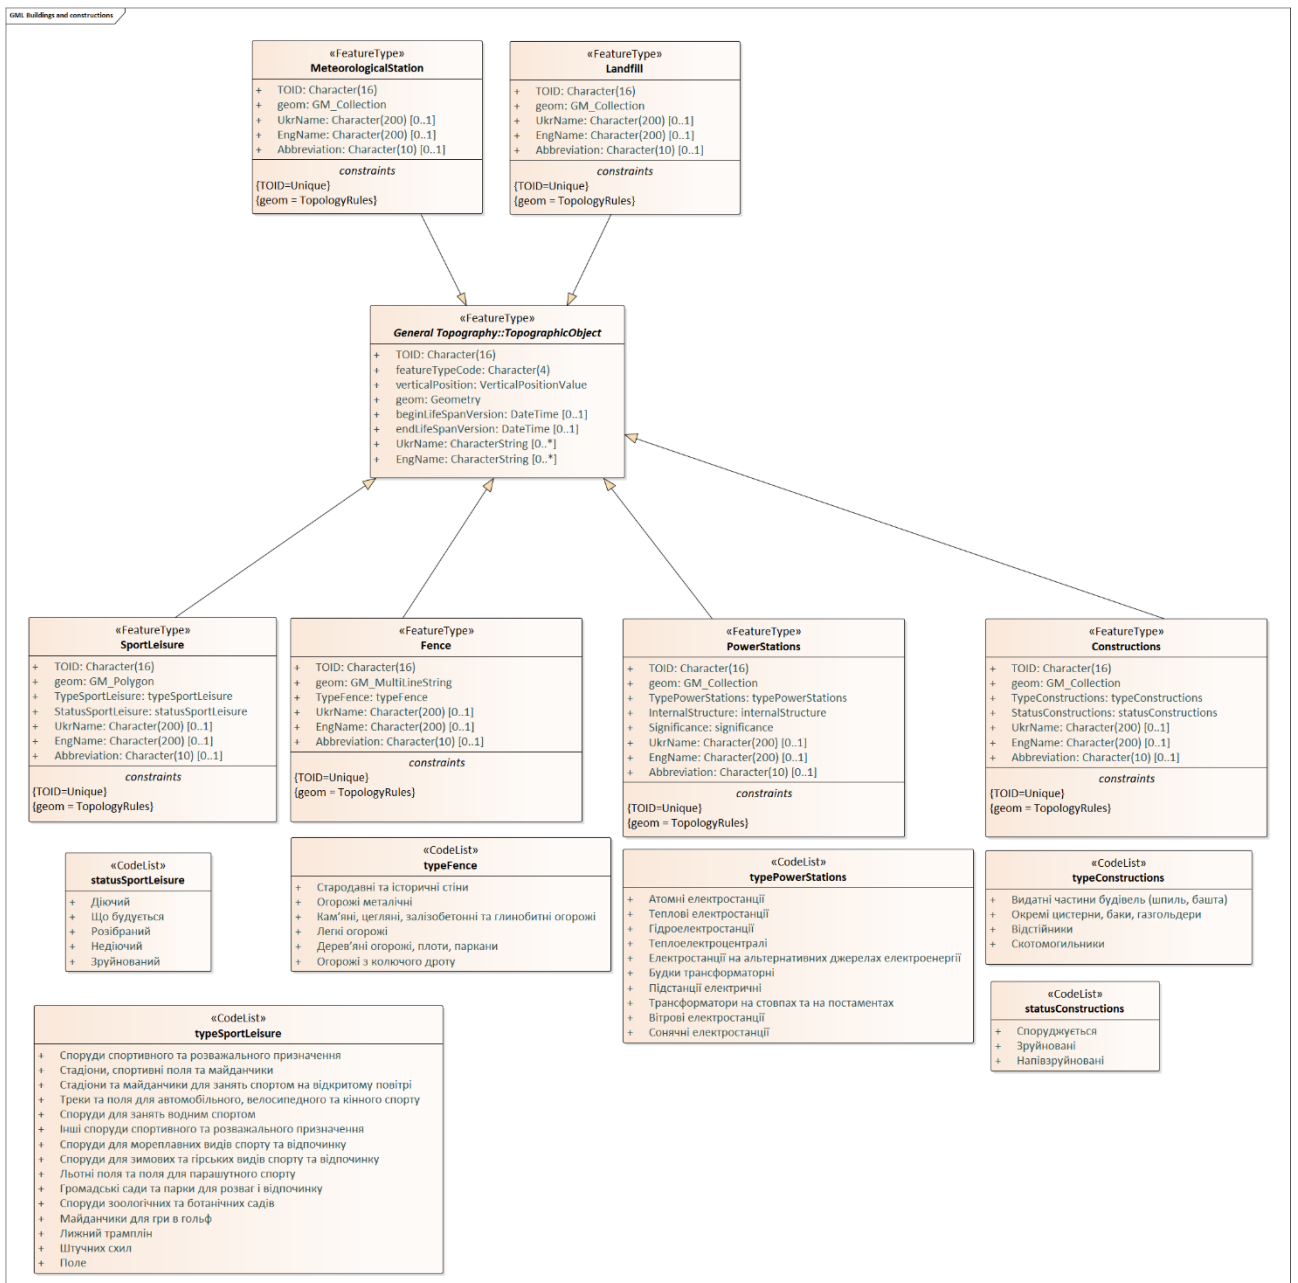 GML Buildings and constructions
«FeatureType»
MeteorologicalStation
+ TOID: Character(16)
+ geom: GM_Collection
+ UkrName: Character(200) [0..1]
+ EngName: Character(200) [0..1]
+ Abbreviation: Character(10) [0..1]
constraints
{TOID=Unique}
{geom = TopologyRules}
«FeatureType»
Landfill
+ TOID: Character(16)
+ geom: GM_Collection
+ UkrName: Character(200) [0..1]
+ EngName: Character(200) [0..1]
+ Abbreviation: Character(10) [0..1]
constraints
{TOID=Unique}
{geom = TopologyRules}
«FeatureType»
General Topography::TopographicObject
+ TOID: Character(16)
+ featureTypeCode: Character(4)
+ verticalPosition: VerticalPositionValue
+ geom: Geometry
+ beginLifeSpanVersion: DateTime [0..1]
+ endLifeSpanVersion: DateTime [0..1]
+ UkrName: CharacterString [0..*]
+ EngName: CharacterString [0..*]
«FeatureType»
SportLeisure
+ TOID: Character(16)
+ geom: GM_Polygon
+ TypeSportLeisure: typeSportLeisure
+ StatusSportLeisure: statusSportLeisure
+ UkrName: Character(200) [0..1]
+ EngName: Character(200) [0..1]
+ Abbreviation: Character(10) [0..1]
constraints
{TOID=Unique}
{geom = TopologyRules}
«FeatureType»
Fence
+ TOID: Character(16)
+ geom: GM_MultiLineString
+ TypeFence: typeFence
+ UkrName: Character(200) [0..1]
+ EngName: Character(200) [0..1]
+ Abbreviation: Character(10) [0..1]
constraints
{TOID=Unique}
{geom = TopologyRules}
«FeatureType»
PowerStations
+ TOID: Character(16)
+ geom: GM_Collection
+ TypePowerStations: typePowerStations
+ InternalStructure: internalStructure
+ Significance: significance
+ UkrName: Character(200) [0..1]
+ EngName: Character(200) [0..1]
+ Abbreviation: Character(10) [0..1]
constraints
{TOID=Unique}
{geom = TopologyRules}
«FeatureType»
Constructions
+ TOID: Character(16)
+ geom: GM_Collection
+ TypeConstructions: typeConstructions
+ StatusConstructions: statusConstructions
+ UkrName: Character(200) [0..1]
+ EngName: Character(200) [0..1]
+ Abbreviation: Character(10) [0..1]
constraints
{TOID=Unique}
{geom = TopologyRules}
«CodeList»
statusSportLeisure
+ Діючий
+ Що будується
+ Розібраний
+ Недіючий
+ Зруйнований
«CodeList»
typeFence
+ Стародавні та історичні стіни
+ Огорожі металічні
+ Кам'яні, цегляні, залізобетонні та глинобитні огорожі
+ Легкі огорожі
+ Дерев'яні огорожі, плоти, паркани
+ Огорожі з колючого дроту
«CodeList»
typePowerStations
+ Атомні електростанції
+ Теплові електростанції
+ Гідроелектростанції
+ Теплоелектроцентралі
+ Електростанції на альтернативних джерелах електроенергії
+ Будки трансформаторні
+ Підстанції електричні
+ Трансформатори на стовпах та на постаментах
+ Вітрові електростанції
+ Сонячні електростанції
«CodeList»
typeConstructions
+ Видатні частини будівель (шпиль, башта)
+ Окремі цистерни, баки, газгольдери
+ Відстійники
+ Скотомогильники
«CodeList»
statusConstructions
+ Споруджується
+ Зруйновані
+ Напівзруйновані
«CodeList»
typeSportLeisure
+ Споруди спортивного та розважального призначення
+ Стадіони, спортивні поля та майданчики
+ Стадіони та майданчики для занять спортом на відкритому повітрі
+ Треки та поля для автомобільного, велосипедного та кінного спорту
+ Споруди для занять водним спортом
+ Інші споруди спортивного та розважального призначення
+ Споруди для мореплавних видів спорту та відпочинку
+ Споруди для зимових та гірських видів спорту та відпочинку
+ Льотні поля та поля для парашутного спорту
+ Громадські сади та парки для розваг і відпочинку
+ Споруди зоологічних та ботанічних садів
+ Майданчики для гри в гольф
+ Лижний трамплін
+ Штучних схил
+ Поле